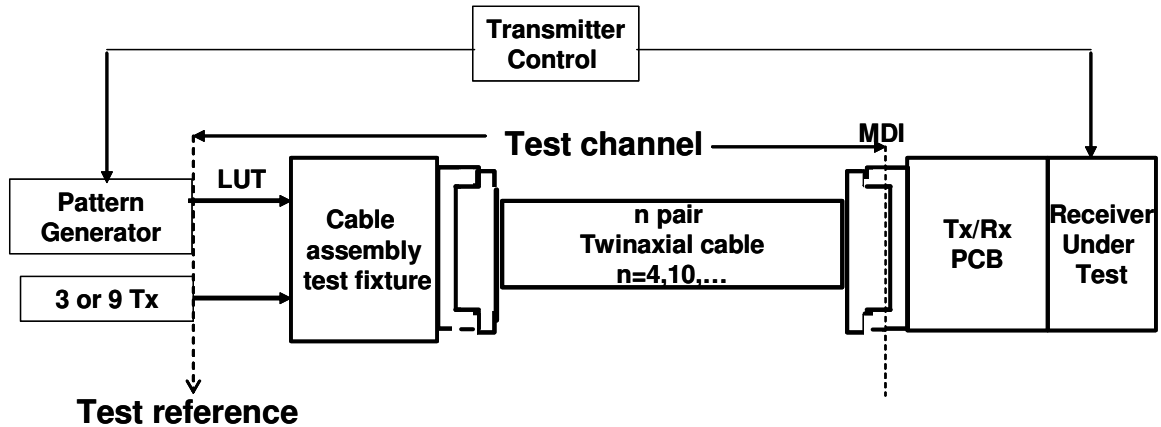 Transmitter
Control
Test channel
MDI
LUT
Pattern
Generator
3 or 9 Tx
Cable
assembly
test fixture
n pair
Twinaxial cable
n=4,10,...
Tx/Rx
PCB
Receiver
Under
Test
Test reference